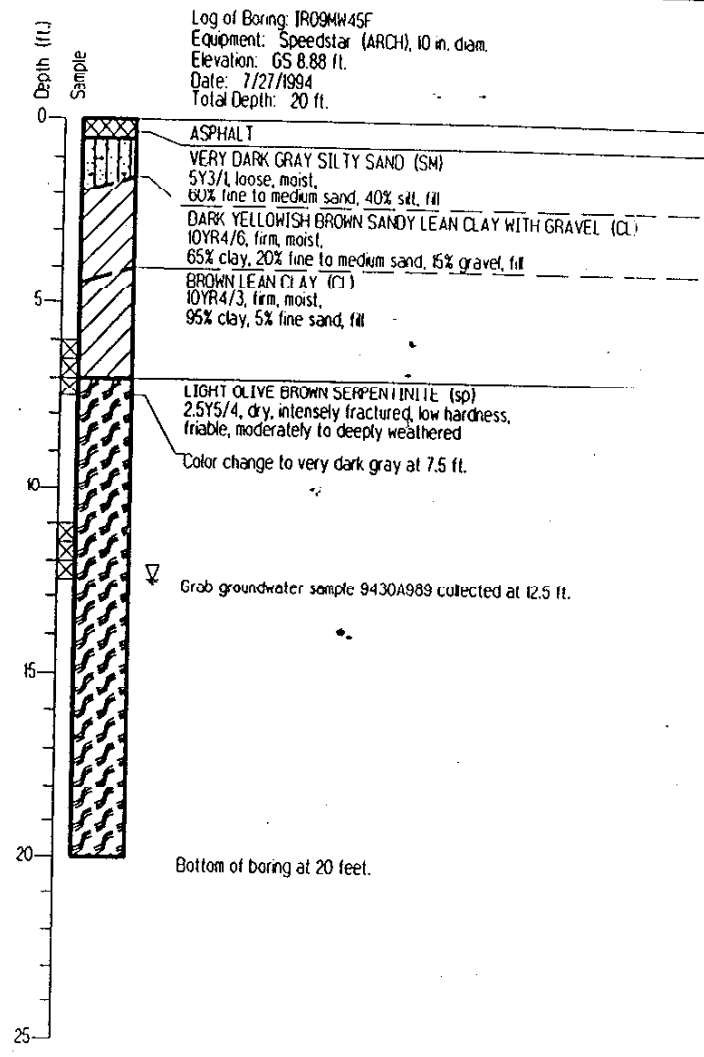 Log of Boring: IR09MW45F
Equipment: Speedstar (ARCH), 10 in. diam.
Elevation: GS 8.88 ft.
Date: 7/27/1994
Total Depth: 20 ft.
Depth (ft.)
Sample
0
ASPHALT
VERY DARK GRAY SILTY SAND (SM)
5Y3/1, loose, moist,
60% fine to medium sand, 40% silt, fill
DARK YELLOWISH BROWN SANDY LEAN CLAY WITH GRAVEL (CL)
10YR4/6, firm, moist,
65% clay, 20% fine to medium sand, 15% gravel, fill
BROWN LEAN CLAY (CL)
5
10YR4/3, firm, moist,
95% clay, 5% fine sand, fill
LIGHT OLIVE BROWN SERPENTINITE (sp)
2.5Y5/4, dry, intensely fractured, low hardness,
friable, moderately to deeply weathered
Color change to very dark gray at 7.5 ft.
10
Grab groundwater sample 9430A989 collected at 12.5 ft.
15
20
Bottom of boring at 20 feet.
25